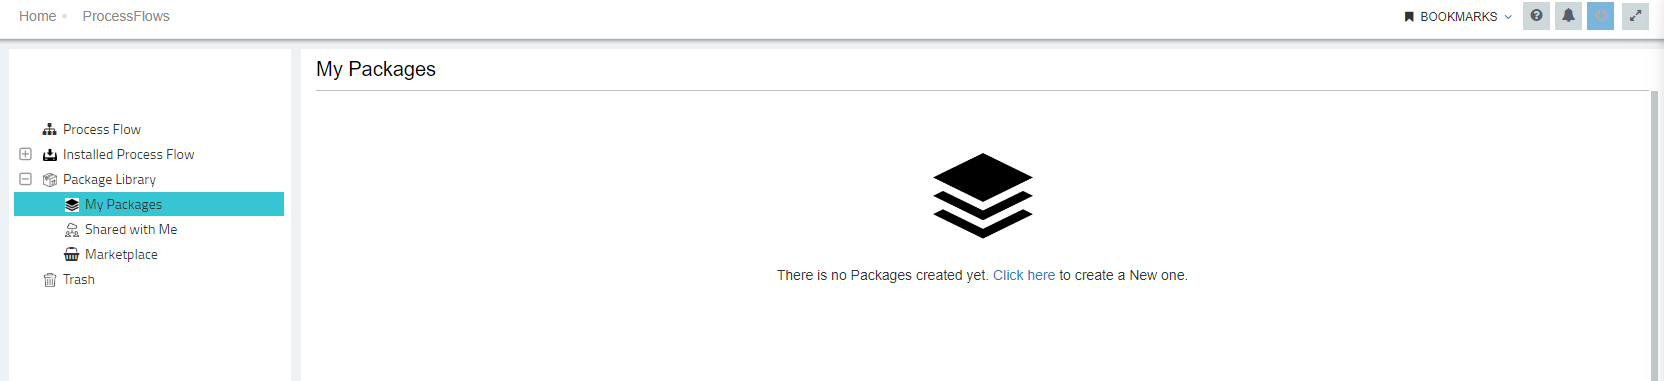 Home ProcessFlows
BOOKMARKS
My Packages
Process Flow
Installed Process Flow
Package Library
My Packages
Shared with Me
Marketplace
Trash
There is no Packages created yet. Click here to create a New one.